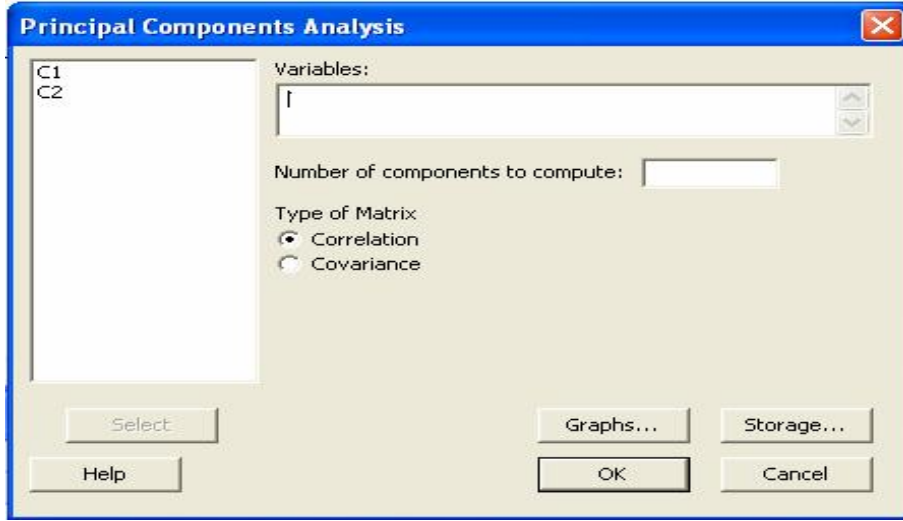 Principal Components Analysis
C1
C2
Variables:
Number of components to compute:
Type of Matrix
Correlation
Covariance
Select
Graphs...
Storage...
Help
OK
Cancel